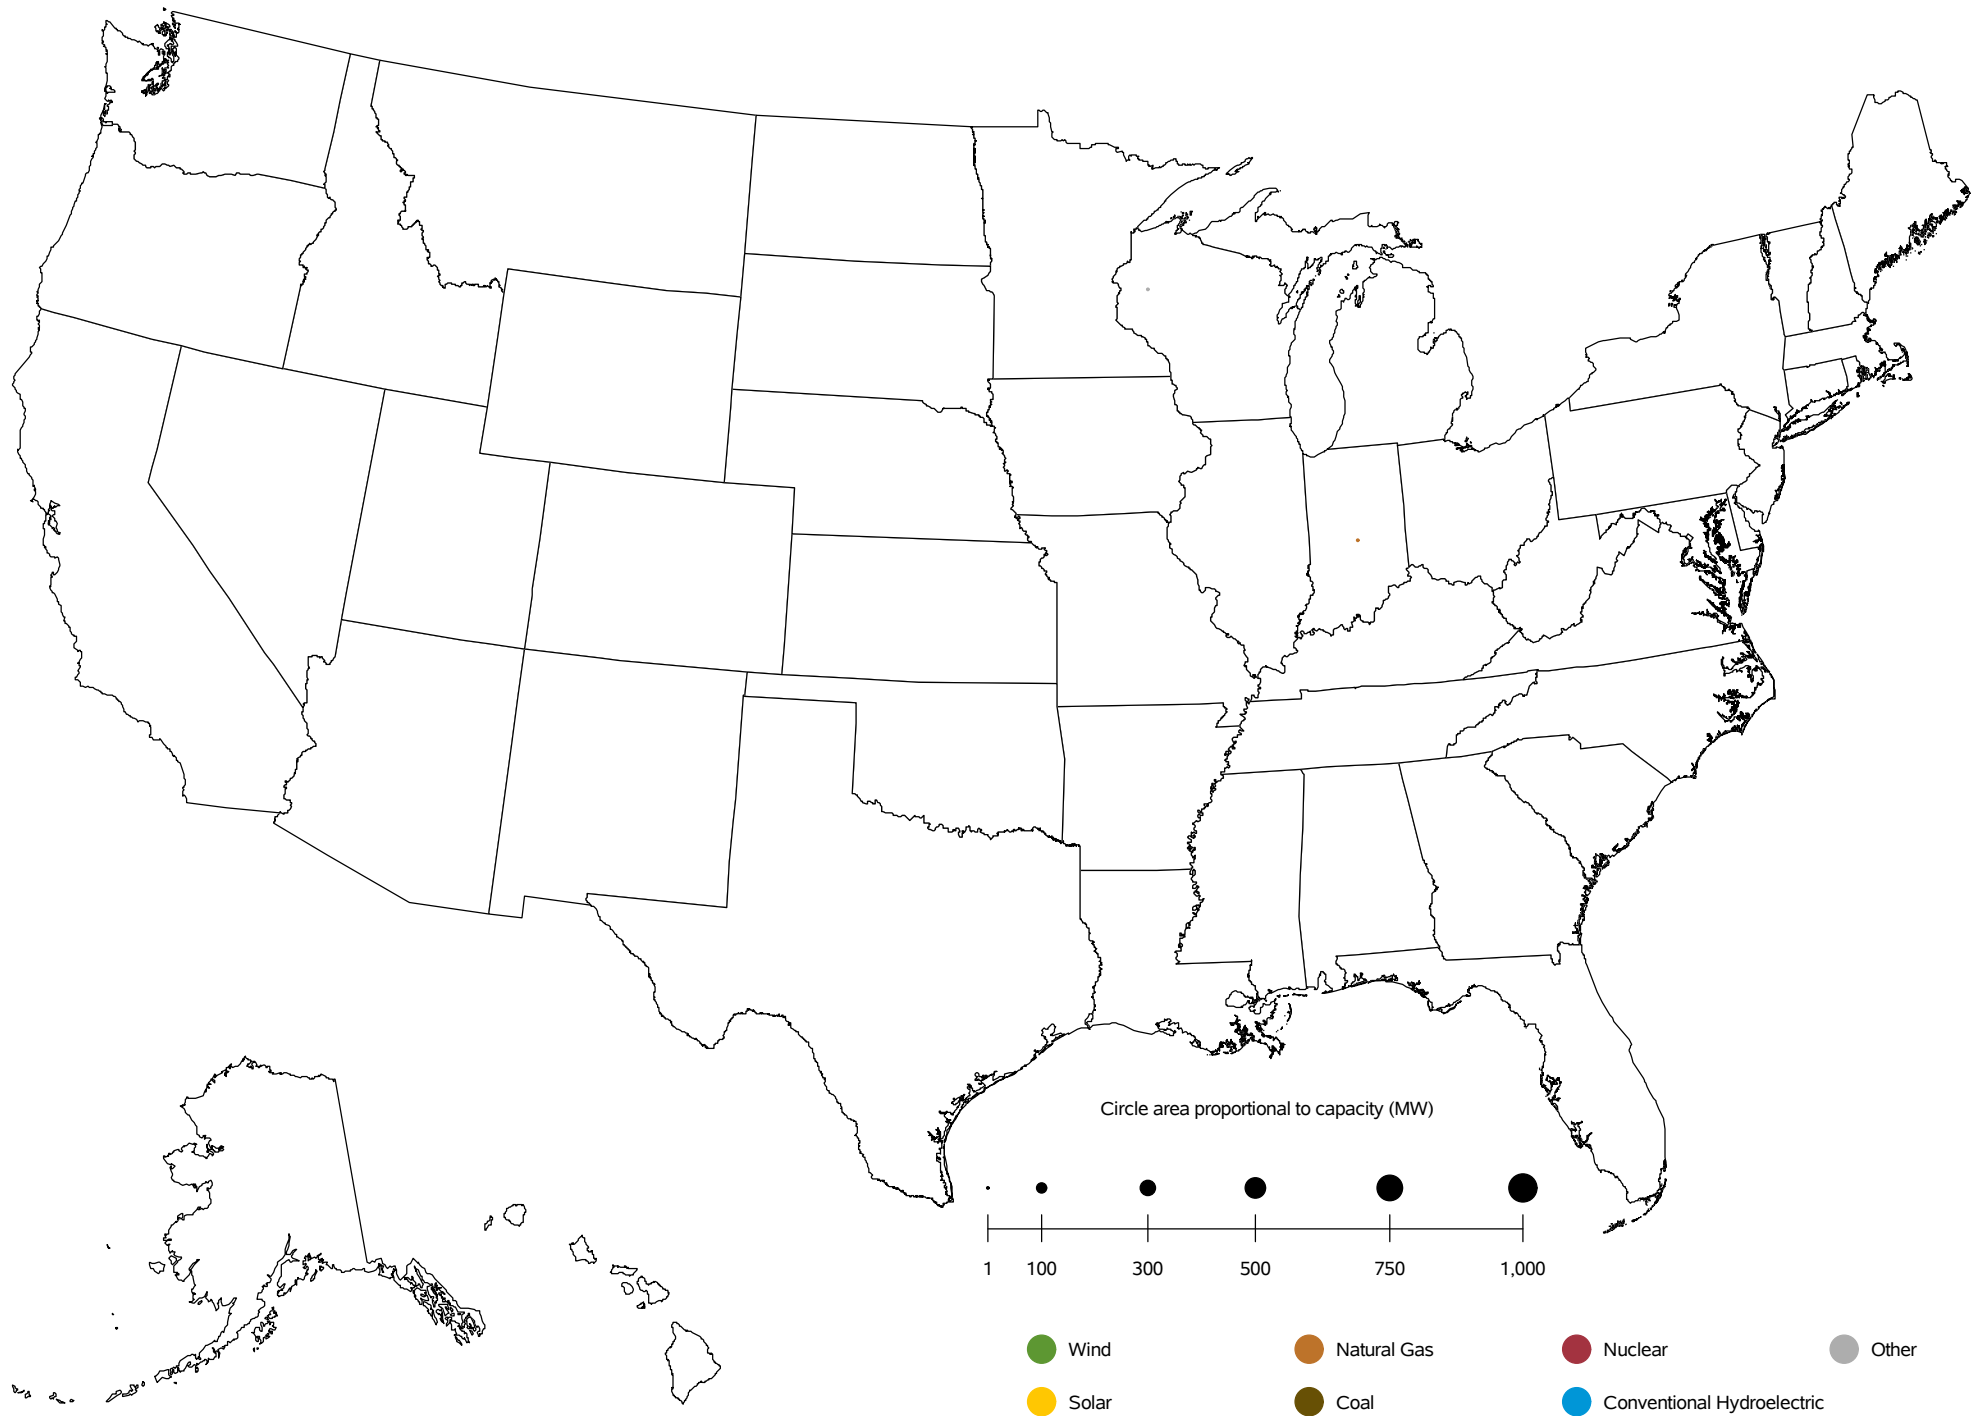 Circle area proportional to capacity (MW)
1 100 300 500 750 1,000
Wind Natural Gas Nuclear Other
Solar Coal Conventional Hydroelectric